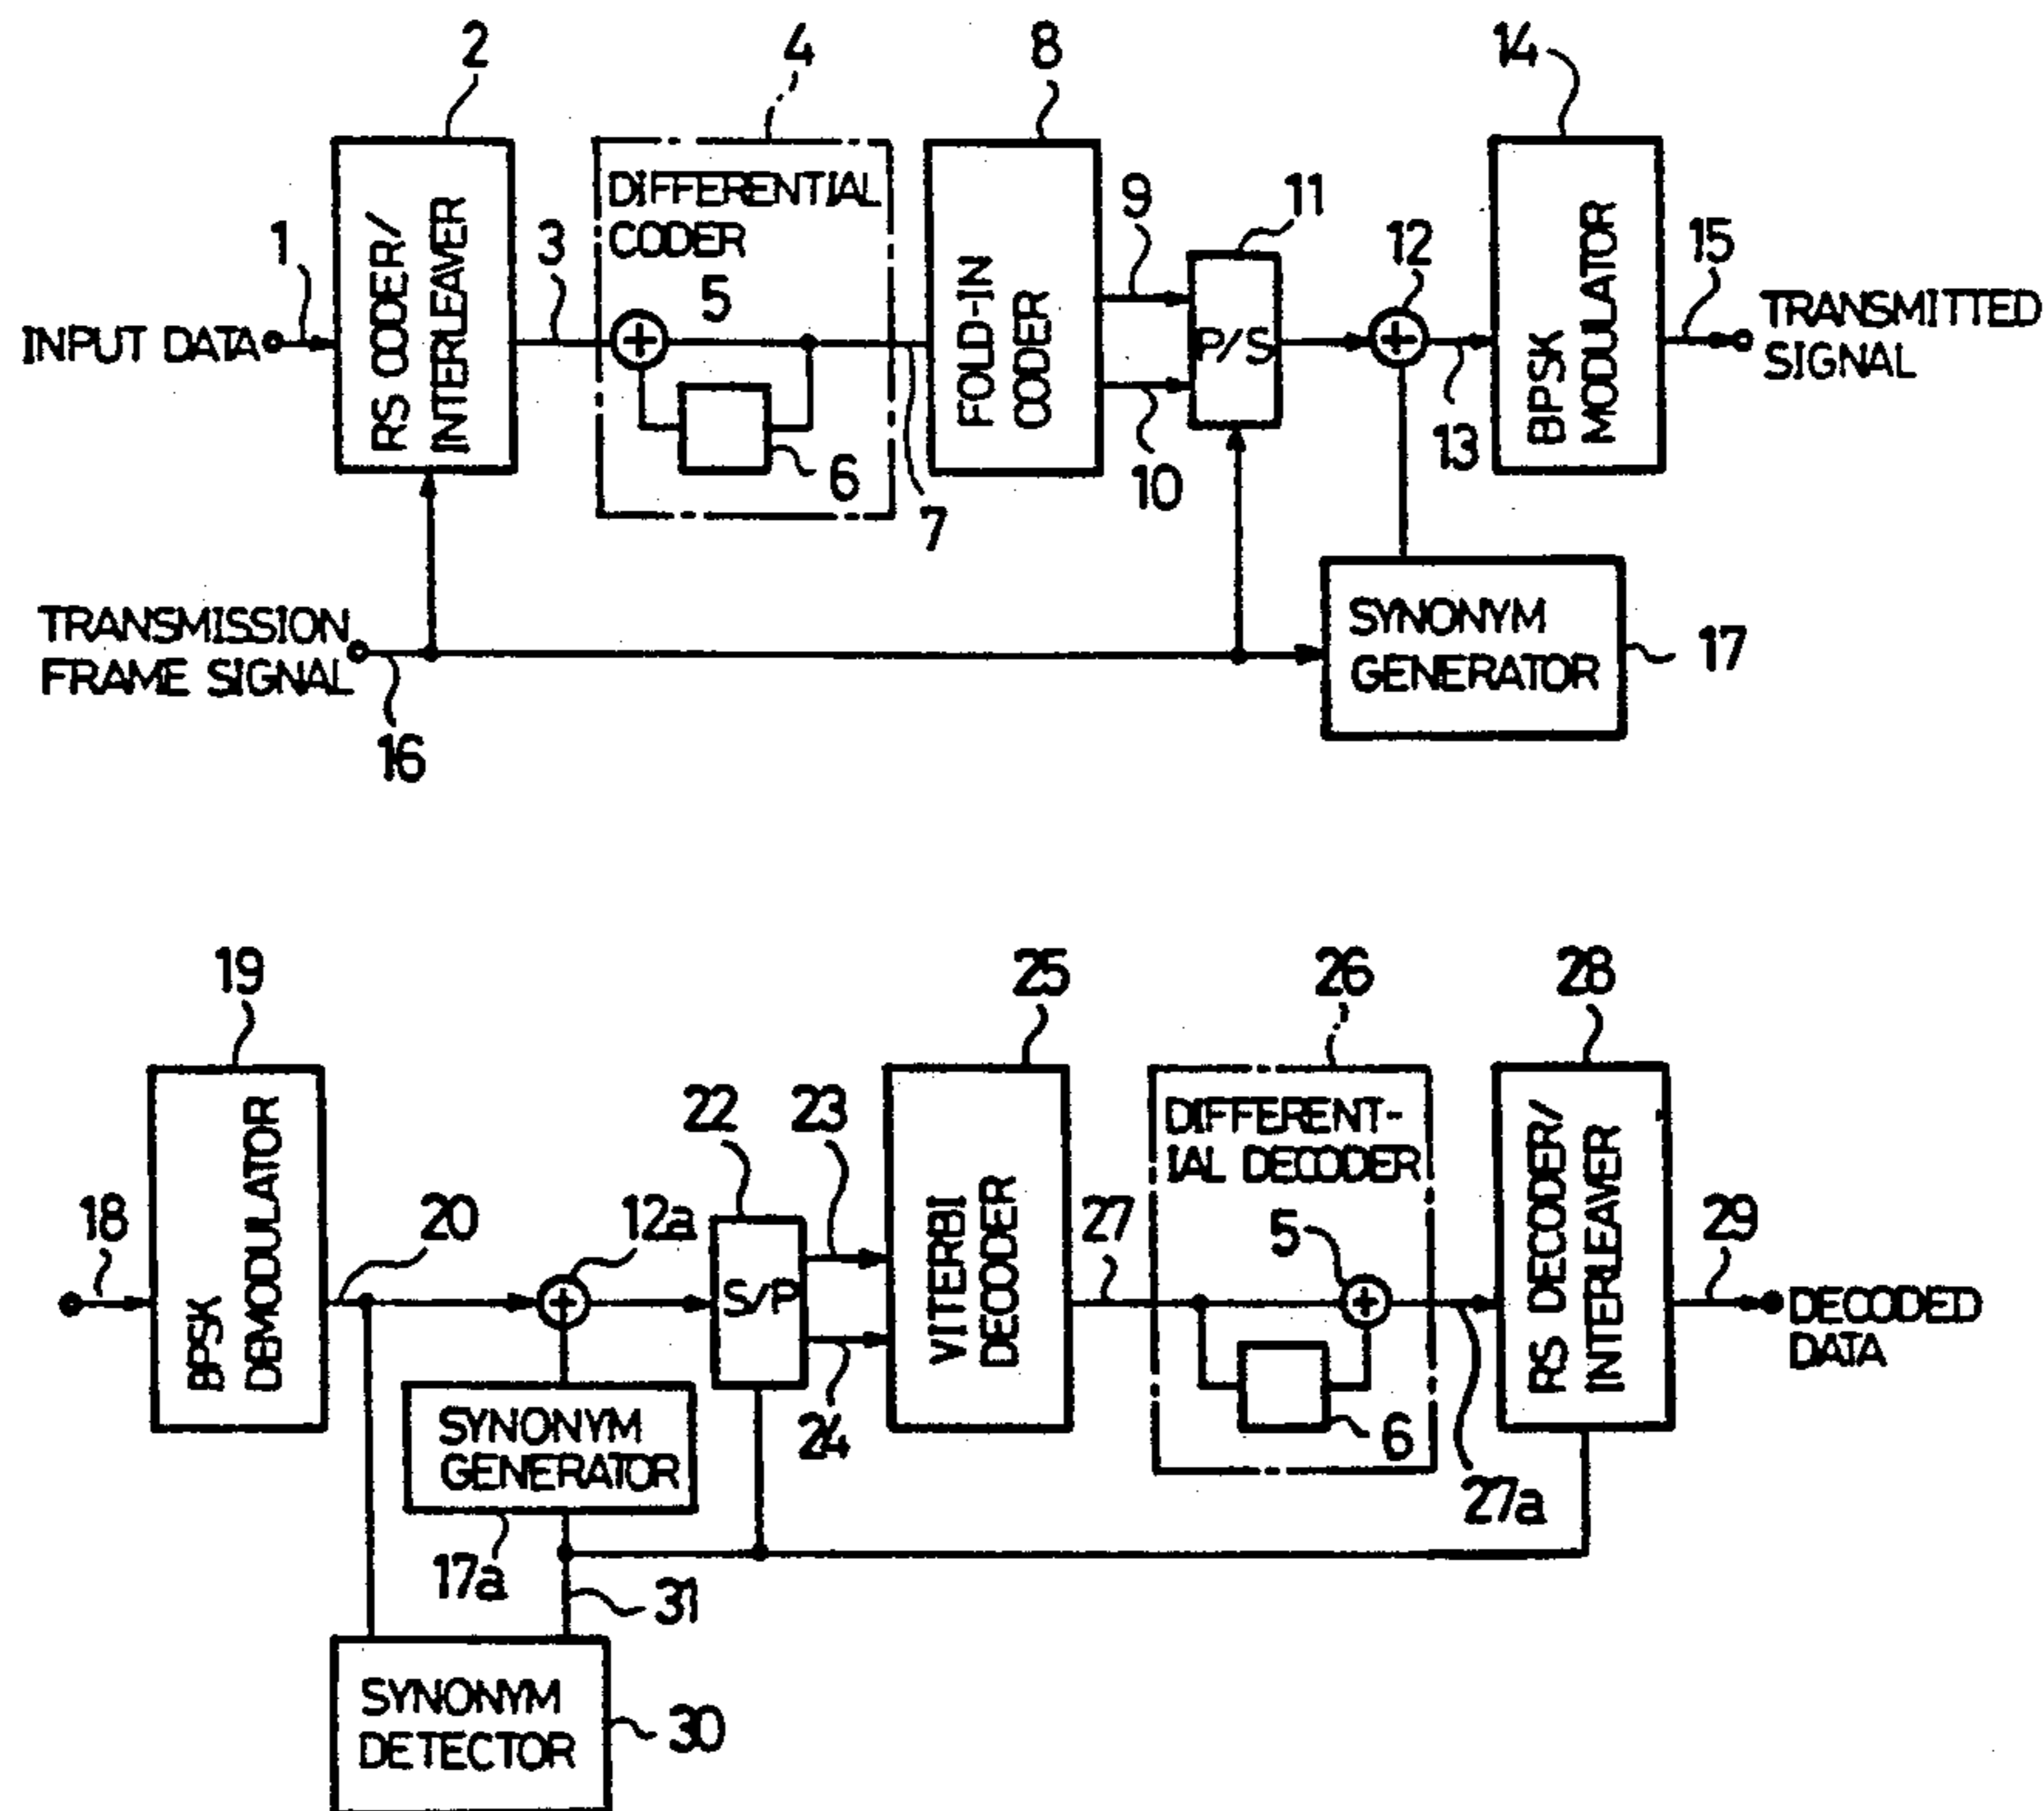 2
4
8
14
DIFFERENTIAL
CODER
9
11
1
3
5
12
15
RS CODER/
INTERLEAVER
FOLD-IN
CODER
P/S
BPSK
MODULATOR
INPUT DATA
TRANSMITTED
SIGNAL
6
7
10
13
TRANSMISSION
FRAME SIGNAL
16
SYNONYM
GENERATOR
17
19
25
26
28
22
23
DIFFERENT-
IAL DECODER
18
20
12a
27
5
29
BPSK
DBMODULATOR
S/P
VITERBI
DECODER
RS DECODER/
INTERLEAVER
DECODED
DATA
24
6
SYNONYM
GENERATOR
27a
17a
31
SYNONYM
DETECTOR
30